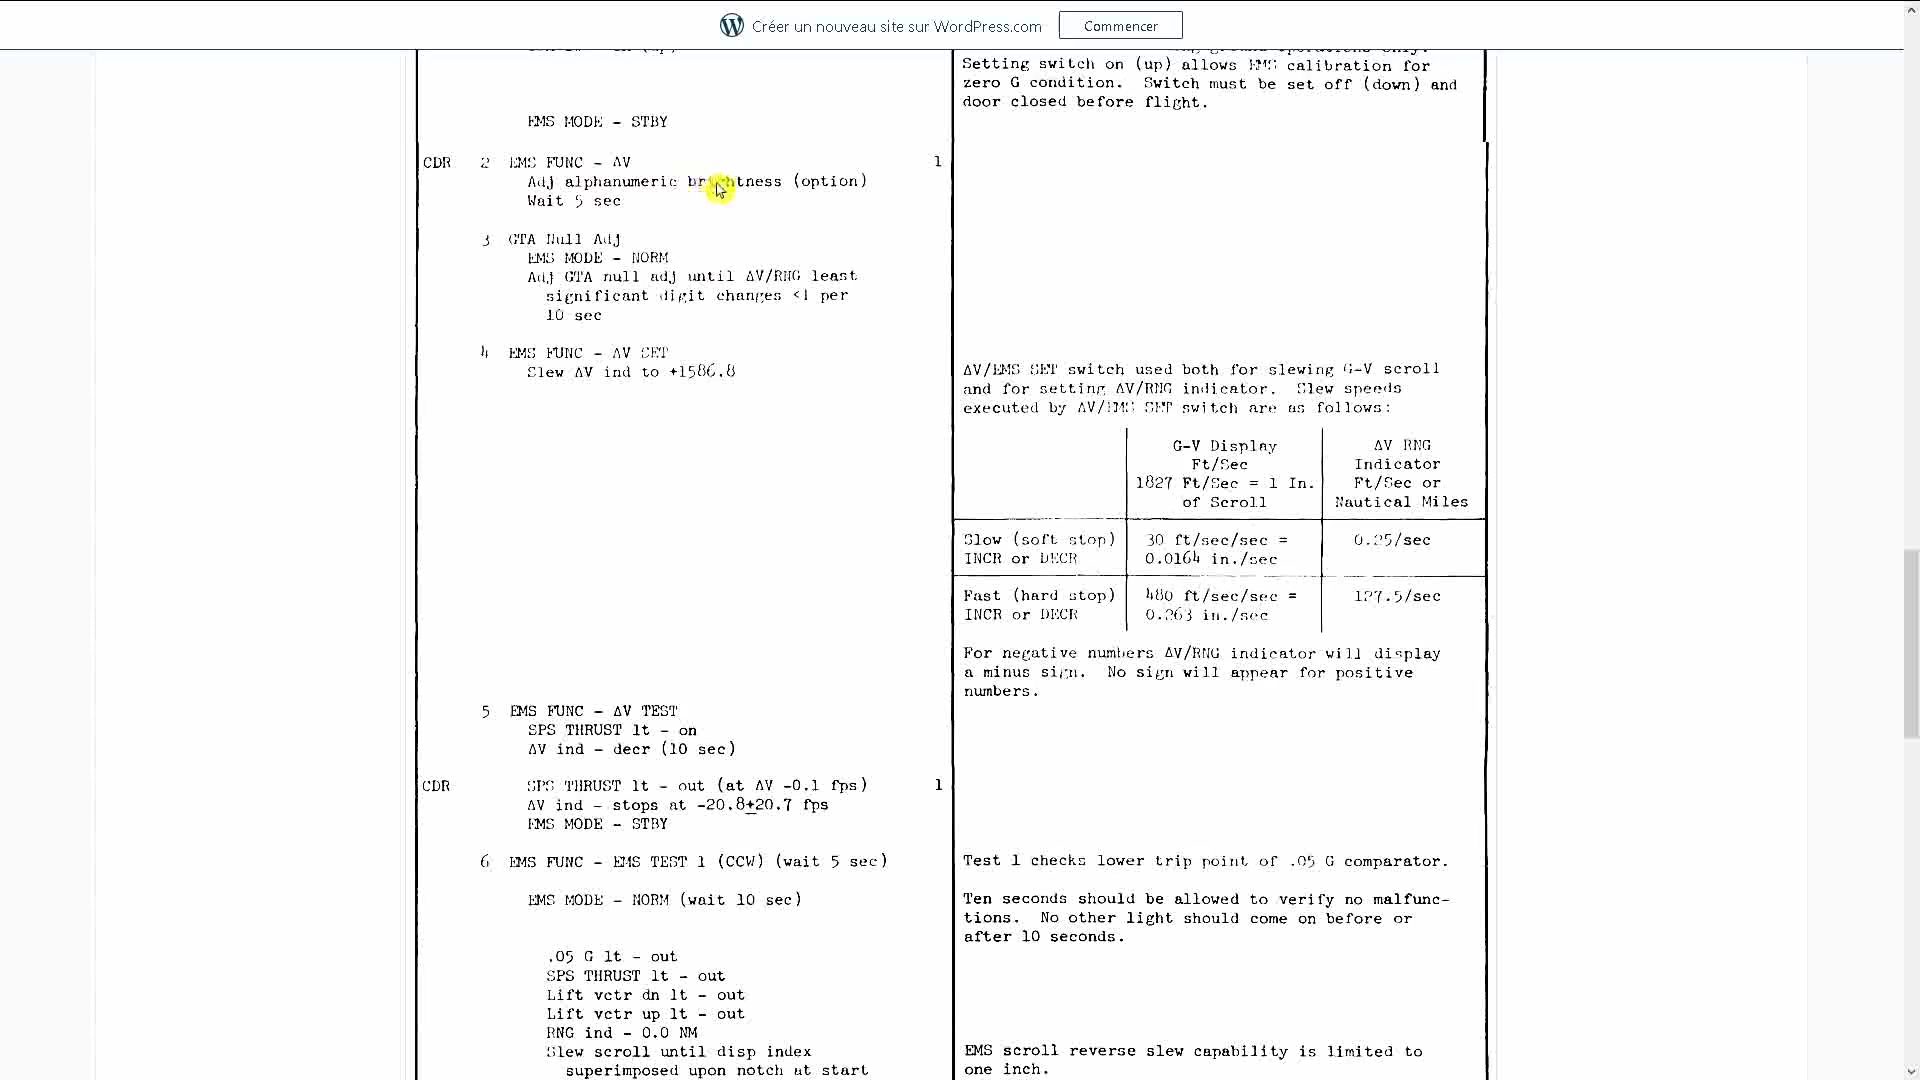 Créer un nouveau site sur WordPress.com
Commencer
Setting switch on (up) allows EMS calibration for
zero G condition. Switch must be set off (down) and
door closed before flight.
EMS MODE - STBY
CDR 2 EMS FUNC - ΔV 1
Adj alphanumeric brightness (option)
Wait 5 sec
3 GTA Null Adj
EMS MODE - NORM
Adj GTA null adj until ΔV/RNG least
significant digit changes <1 per
10 sec
4 EMS FUNC - ΔV SET
Slew ΔV ind to +1586.8
ΔV/EMS SET switch used both for slewing G-V scroll
and for setting ΔV/RNG indicator. Slew speeds
executed by ΔV/EMS SET switch are as follows:
G-V Display
Ft/Sec
1827 Ft/Sec = 1 In.
of Scroll
ΔV RNG
Indicator
Ft/Sec or
Nautical Miles
Slow (soft stop)
INCR or DECR
30 ft/sec/sec =
0.0164 in./sec
0.25/sec
Fast (hard stop)
INCR or DECR
480 ft/sec/sec =
0.263 in./sec
127.5/sec
For negative numbers ΔV/RNG indicator will display
a minus sign. No sign will appear for positive
numbers.
5 EMS FUNC - ΔV TEST
SPS THRUST lt - on
ΔV ind - decr (10 sec)
CDR SPS THRUST lt - out (at ΔV -0.1 fps) 1
ΔV ind - stops at -20.8±20.7 fps
EMS MODE - STBY
6 EMS FUNC - EMS TEST 1 (CCW) (wait 5 sec)
Test 1 checks lower trip point of .05 G comparator.
EMS MODE - NORM (wait 10 sec)
Ten seconds should be allowed to verify no malfunc-
tions. No other light should come on before or
after 10 seconds.
.05 G lt - out
SPS THRUST lt - out
Lift vctr dn lt - out
Lift vctr up lt - out
RNG ind - 0.0 NM
Slew scroll until disp index
superimposed upon notch at start
EMS scroll reverse slew capability is limited to
one inch.